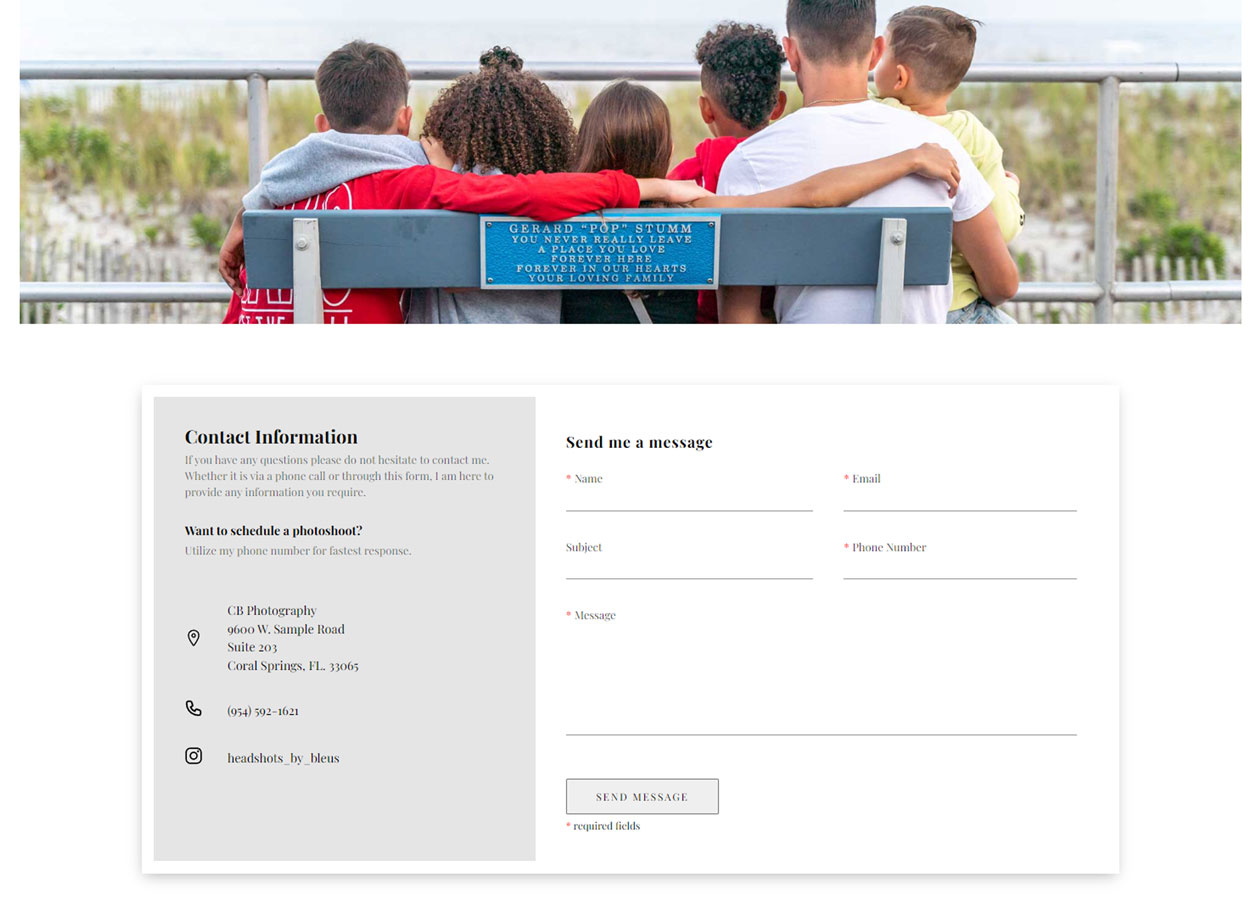 GERARD "POP" STUMM
YOU NEVER REALLY LEAVE
A PLACE YOU LOVE
FOREVER HERE
FOREVER IN OUR HEARTS
YOUR LOVING FAMILY
Contact Information
If you have any questions please do not hesitate to contact me.
Whether it is via a phone call or through this form, I am here to
provide any information you require.
Want to schedule a photoshoot?
Utilize my phone number for fastest response.
CB Photography
9600 W. Sample Road
Suite 203
Coral Springs, FL. 33065
(954) 592-1621
headshots_by_bleus
Send me a message
* Name
* Email
Subject
* Phone Number
* Message
SEND MESSAGE
* required fields